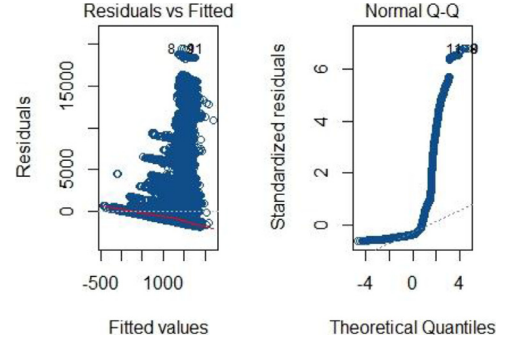 Residuals vs Fitted
Residuals
0
5000
15000
-500
1000
Fitted values
Normal Q-Q
Standardized residuals
0
2
4
6
-4
0
4
Theoretical Quantiles